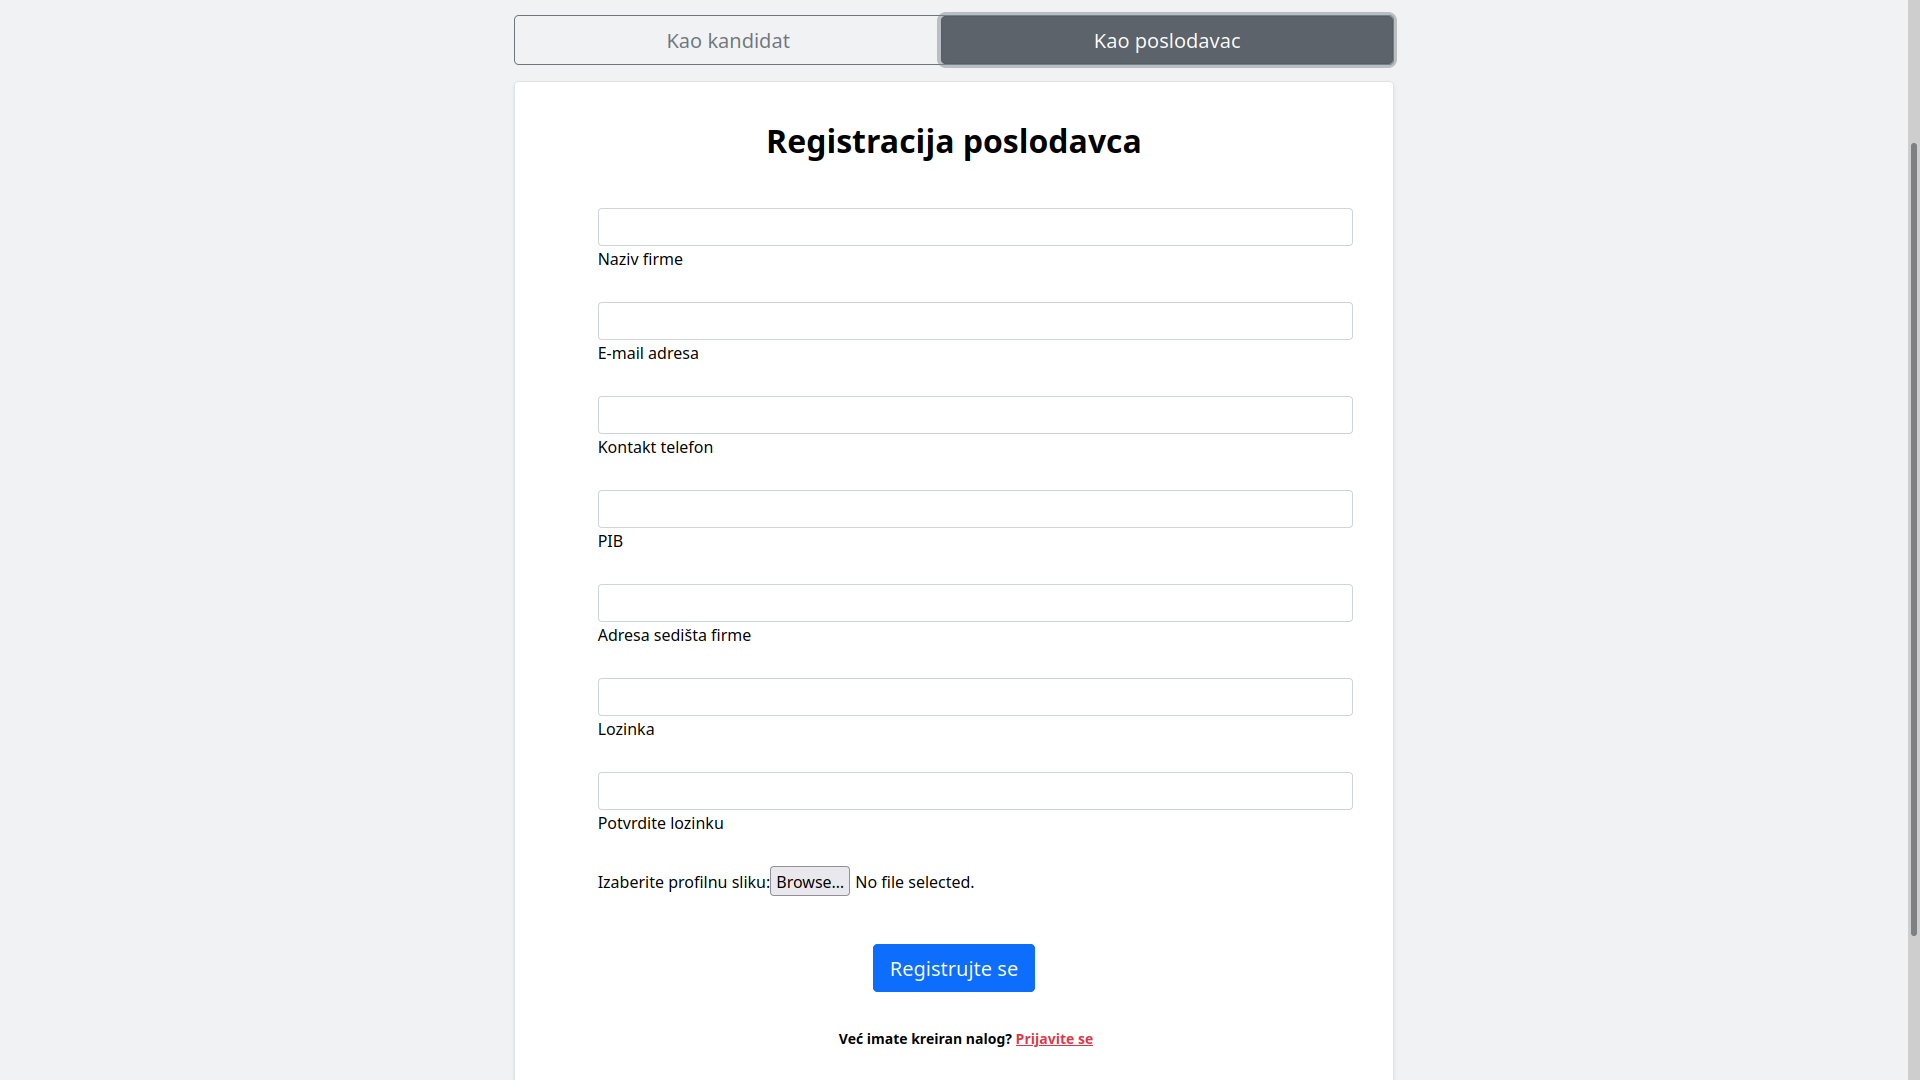 Kao kandidat
Kao poslodavac
Registracija poslodavca
Naziv firme
E-mail adresa
Kontakt telefon
PIB
Adresa sedišta firme
Lozinka
Potvrdite lozinku
Izaberite profilnu sliku: Browse... No file selected.
Registrujte se
Već imate kreiran nalog? Prijavite se